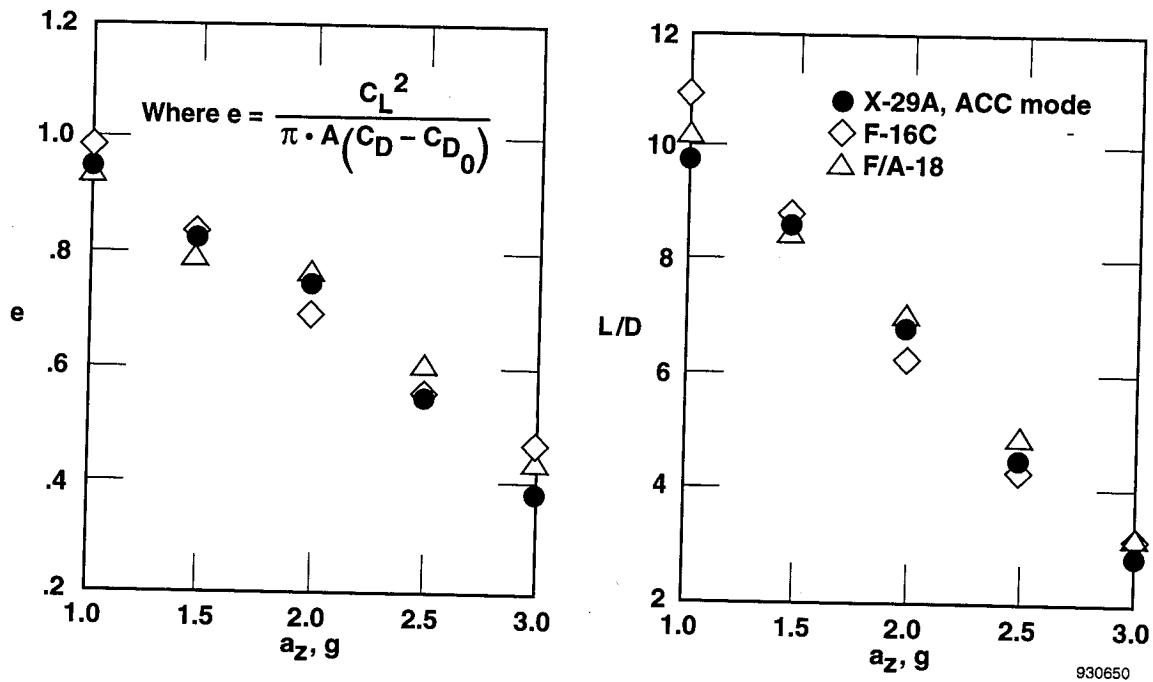 1.2
1.0
.8
.6
.4
.2
e
Where e = C_L^2 / π • A(C_D – C_D_0)
1.0 1.5 2.0 2.5 3.0
a_z, g
12
10
8
6
4
2
L/D
X-29A, ACC mode
F-16C
F/A-18
1.0 1.5 2.0 2.5 3.0
a_z, g
930650